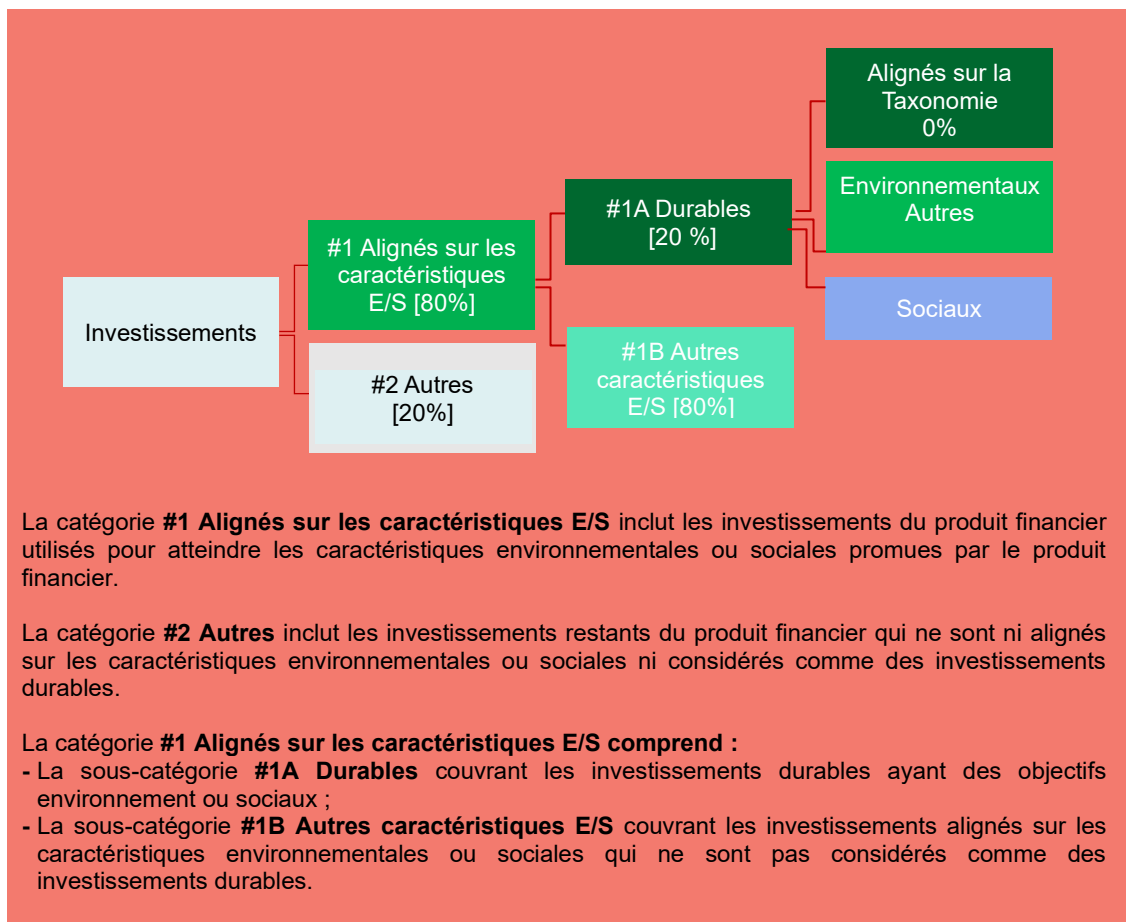 Alignés sur la
Taxonomie
0%
Environnementaux
Autres
#1A Durables
[20 %]
#1 Alignés sur les
caractéristiques
E/S [80%]
Sociaux
Investissements
#1B Autres
caractéristiques
E/S [80%]
#2 Autres
[20%]
La catégorie #1 Alignés sur les caractéristiques E/S inclut les investissements du produit financier
utilisés pour atteindre les caractéristiques environnementales ou sociales promues par le produit
financier.
La catégorie #2 Autres inclut les investissements restants du produit financier qui ne sont ni alignés
sur les caractéristiques environnementales ou sociales ni considérés comme des investissements
durables.
La catégorie #1 Alignés sur les caractéristiques E/S comprend :
- La sous-catégorie #1A Durables couvrant les investissements durables ayant des objectifs
environnement ou sociaux ;
- La sous-catégorie #1B Autres caractéristiques E/S couvrant les investissements alignés sur les
caractéristiques environnementales ou sociales qui ne sont pas considérés comme des
investissements durables.